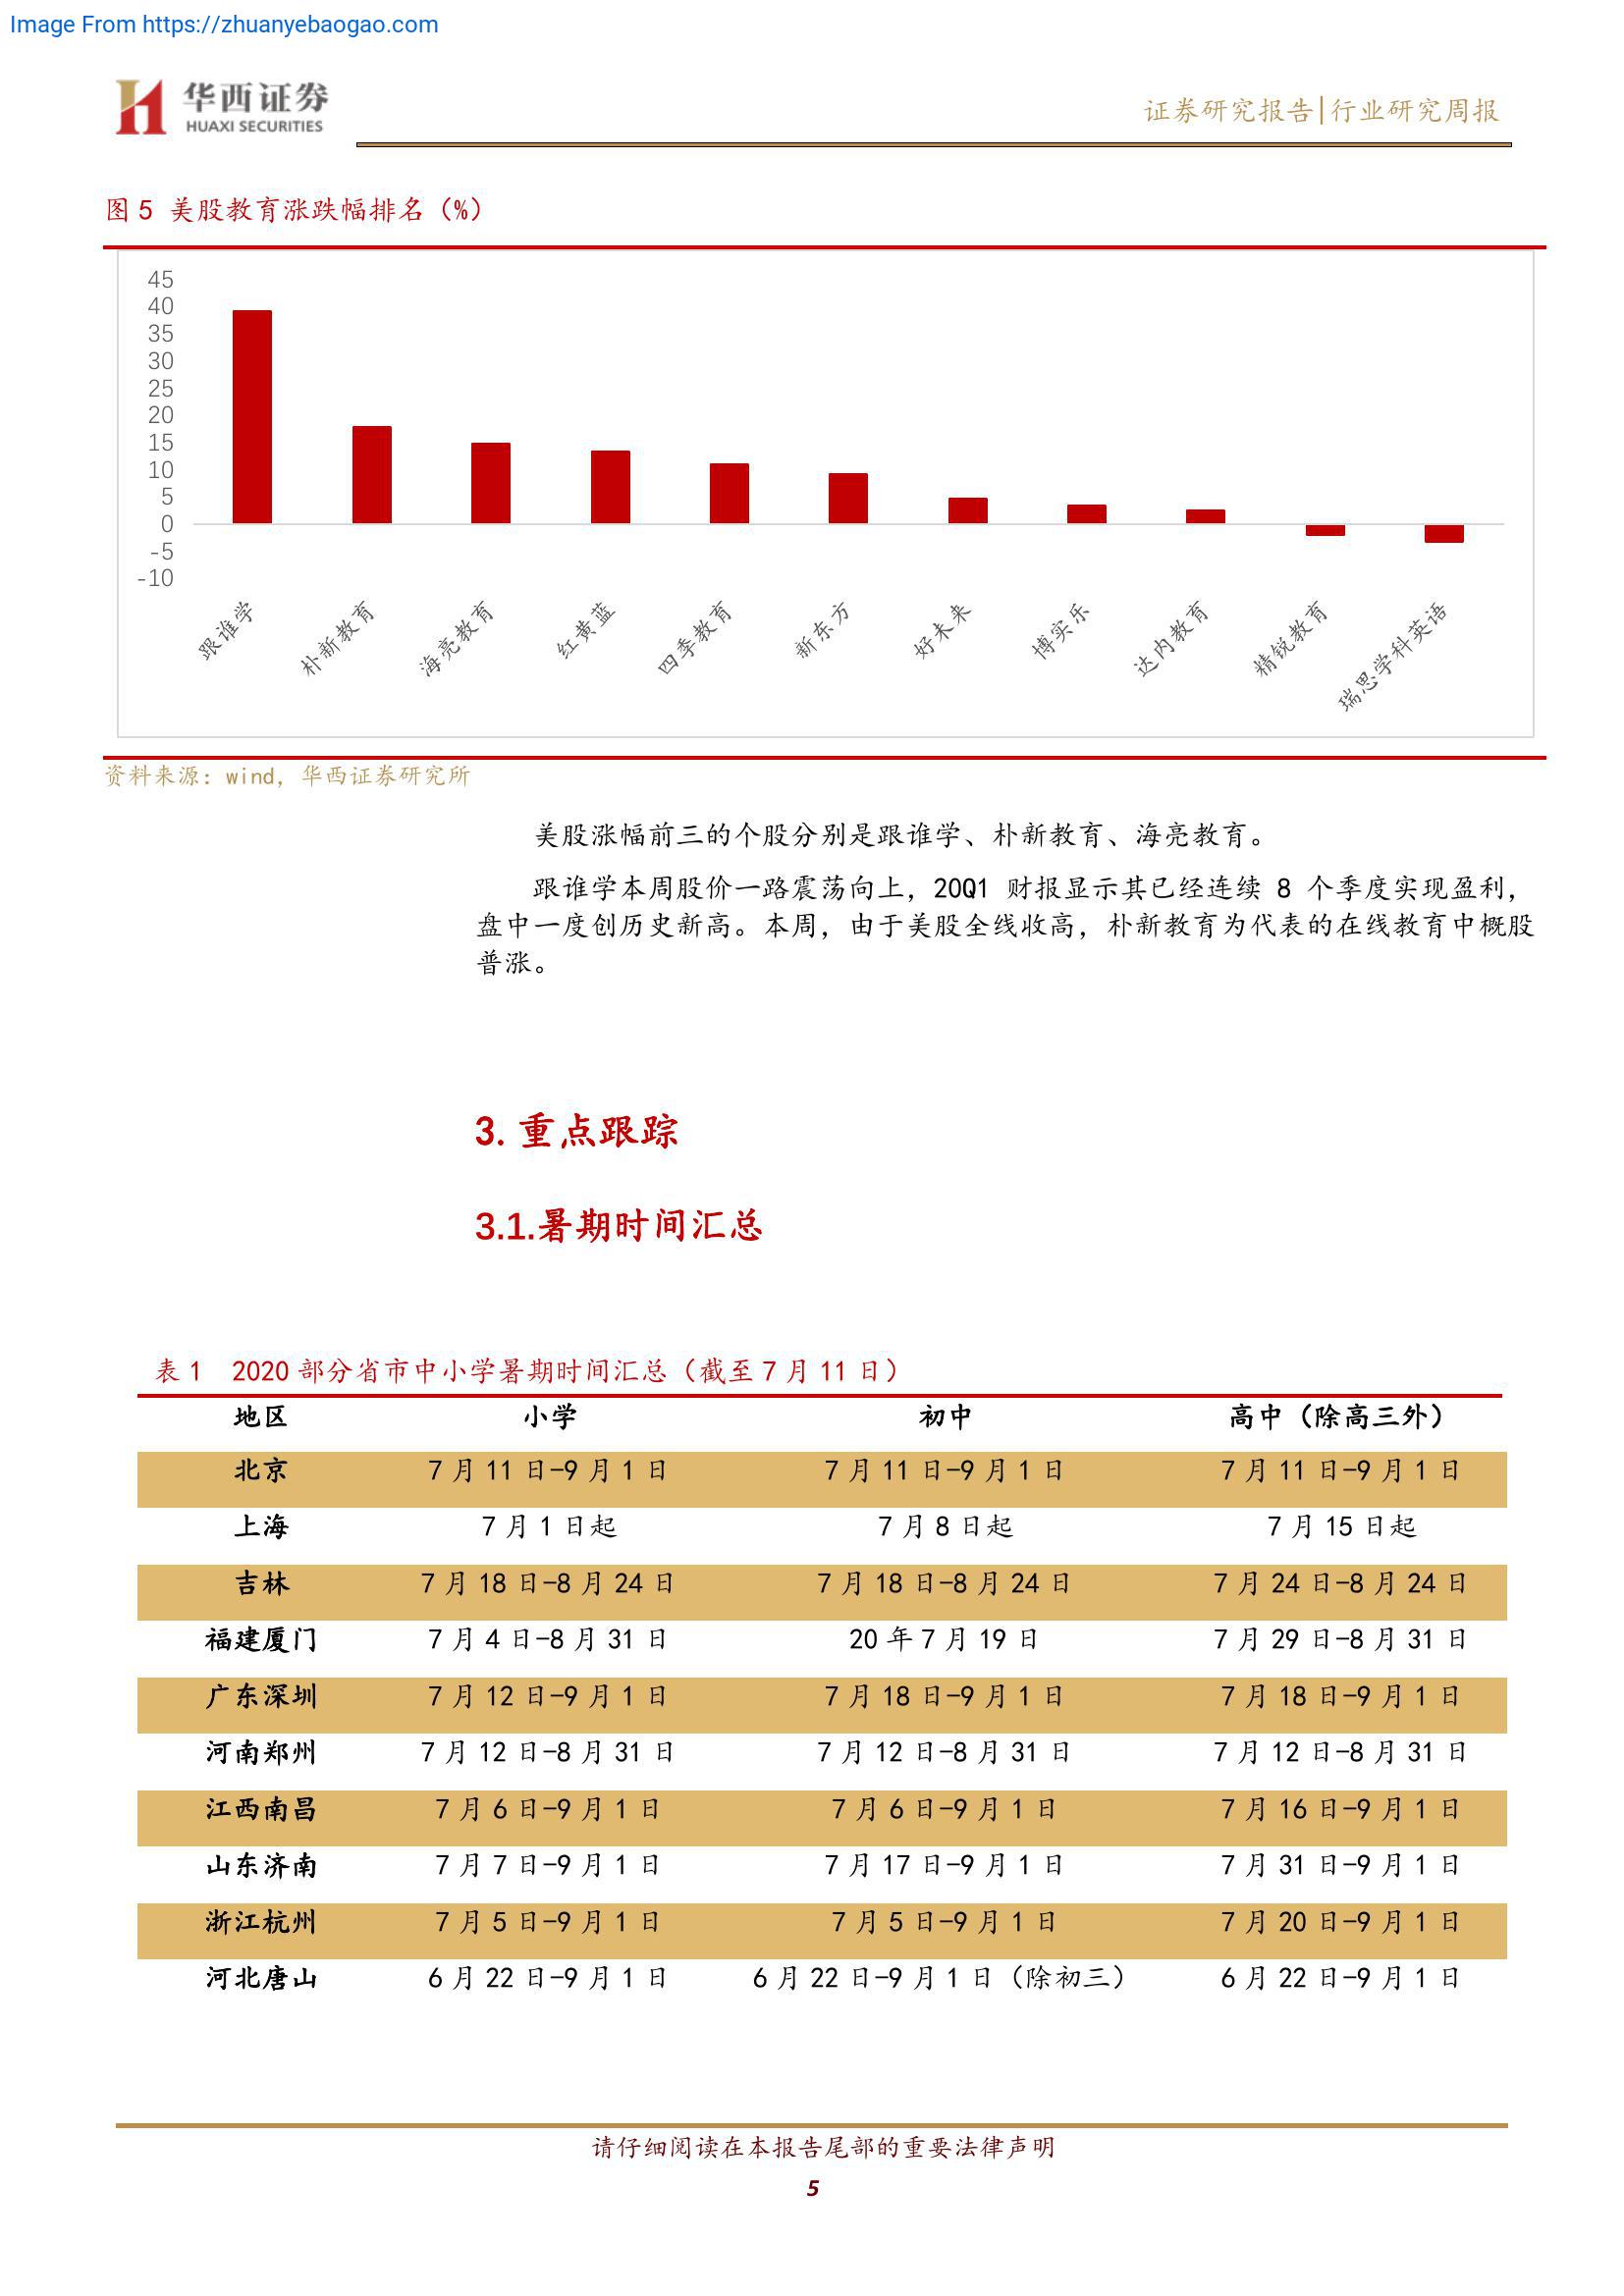 Image From https://zhuanyebaogao.com
华西证券
HUAXI SECURITIES
证券研究报告|行业研究周报
图 5 美股教育涨跌幅排名（%）
45
40
35
30
25
20
15
10
5
0
-5
-10
跟谁学
朴新教育
海亮教育
红黄蓝
四季教育
新东方
好未来
博实乐
达内教育
精锐教育
瑞思学科英语
资料来源：wind，华西证券研究所
美股涨幅前三的个股分别是跟谁学、朴新教育、海亮教育。
跟谁学本周股价一路震荡向上，20Q1 财报显示其已经连续 8 个季度实现盈利，
盘中一度创历史新高。本周，由于美股全线收高，朴新教育为代表的在线教育中概股
普涨。
3. 重点跟踪
3.1.暑期时间汇总
表 1 2020 部分省市中小学暑期时间汇总（截至 7 月 11 日）
地区 小学 初中 高中（除高三外）
北京 7 月 11 日-9 月 1 日 7 月 11 日-9 月 1 日 7 月 11 日-9 月 1 日
上海 7 月 1 日起 7 月 8 日起 7 月 15 日起
吉林 7 月 18 日-8 月 24 日 7 月 18 日-8 月 24 日 7 月 24 日-8 月 24 日
福建厦门 7 月 4 日-8 月 31 日 20 年 7 月 19 日 7 月 29 日-8 月 31 日
广东深圳 7 月 12 日-9 月 1 日 7 月 18 日-9 月 1 日 7 月 18 日-9 月 1 日
河南郑州 7 月 12 日-8 月 31 日 7 月 12 日-8 月 31 日 7 月 12 日-8 月 31 日
江西南昌 7 月 6 日-9 月 1 日 7 月 6 日-9 月 1 日 7 月 16 日-9 月 1 日
山东济南 7 月 7 日-9 月 1 日 7 月 17 日-9 月 1 日 7 月 31 日-9 月 1 日
浙江杭州 7 月 5 日-9 月 1 日 7 月 5 日-9 月 1 日 7 月 20 日-9 月 1 日
河北唐山 6 月 22 日-9 月 1 日 6 月 22 日-9 月 1 日（除初三） 6 月 22 日-9 月 1 日
请仔细阅读在本报告尾部的重要法律声明
5